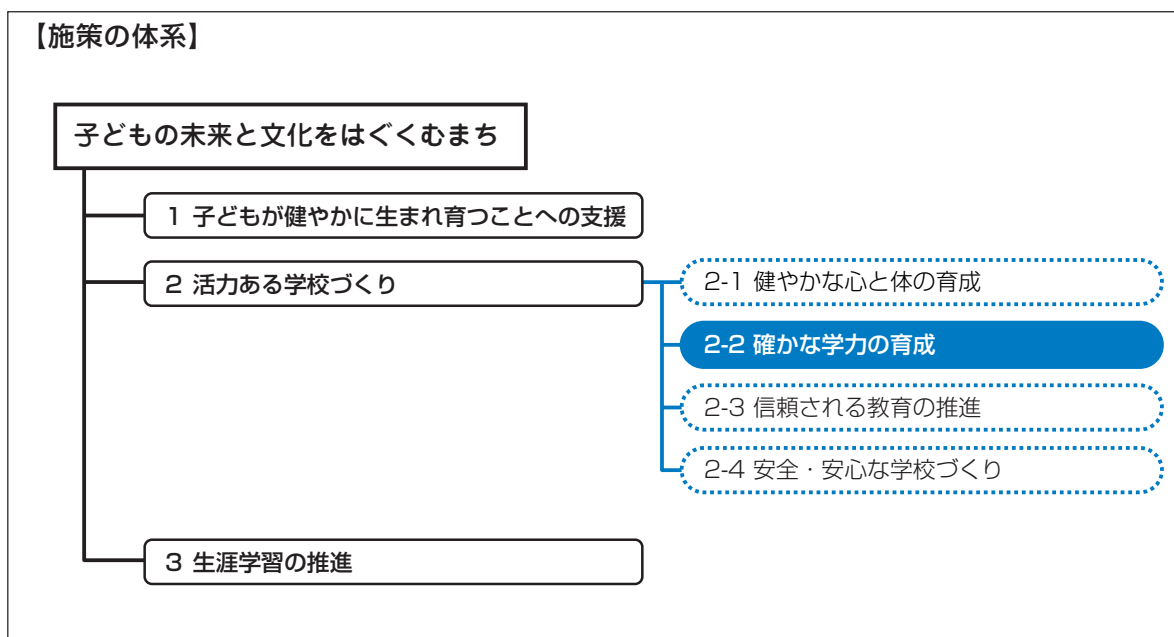 【施策の体系】
子どもの未来と文化をはぐくむまち
1 子どもが健やかに生まれ育つことへの支援
2 活力ある学校づくり
2-1 健やかな心と体の育成
2-2 確かな学力の育成
2-3 信頼される教育の推進
2-4 安全・安心な学校づくり
3 生涯学習の推進